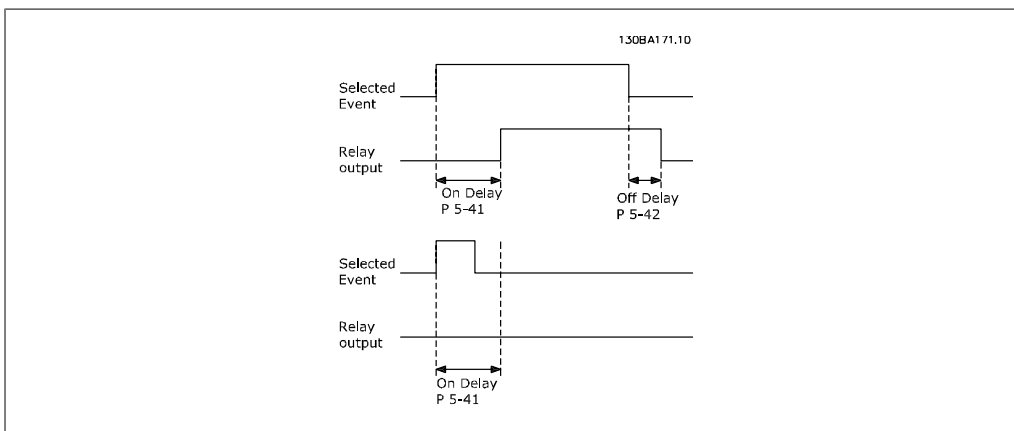 130BA171.10
Selected
Event
Relay
output
On Delay
P 5-41
Off Delay
P 5-42
Selected
Event
Relay
output
On Delay
P 5-41